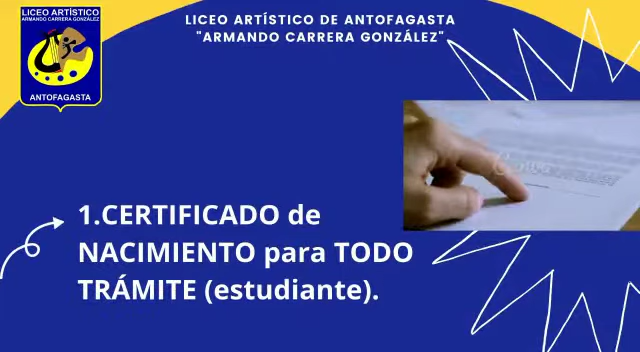 LICEO ARTÍSTICO
ARMANDO CARRERA GONZÁLEZ
ANTOFAGASTA
LICEO ARTÍSTICO DE ANTOFAGASTA
"ARMANDO CARRERA GONZÁLEZ"
Canva
1.CERTIFICADO de
NACIMIENTO para TODO
TRÁMITE (estudiante).